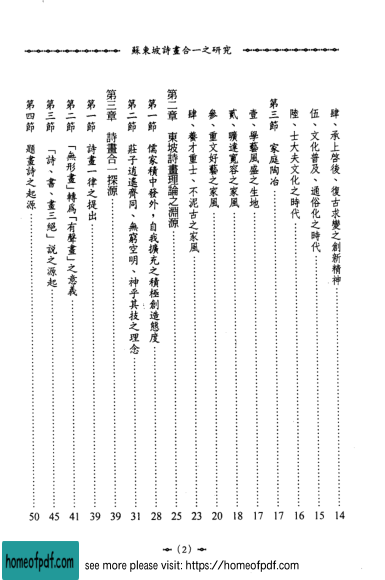 蘇東坡詩畫合一之研究
肆、承上啓後、復古求變之創新精神 14
伍、文化普及、通俗化之時代 15
陸、士大夫文化之時代 16
第三節 家庭陶冶 17
壹、學藝風盛之生地 17
貳、曠達寬容之家風 18
參、重文好藝之家風 20
肆、養才重士、不泥古之家風 23
第二章 東坡詩畫理論之淵源 25
第一節 儒家積中發外，自我擴充之積極創造態度 28
第二節 莊子逍遙齊同、無窮空明、神乎其技之理念 31
第三章 詩畫合一探源 39
第一節 詩畫一律之提出 39
第二節 「無形畫」轉爲「有聲畫」之意義 41
第三節 「詩、書、畫三絕」說之源起 45
第四節 題畫詩之起源 50
(2)
homeofpdf.com
see more please visit: https://homeofpdf.com